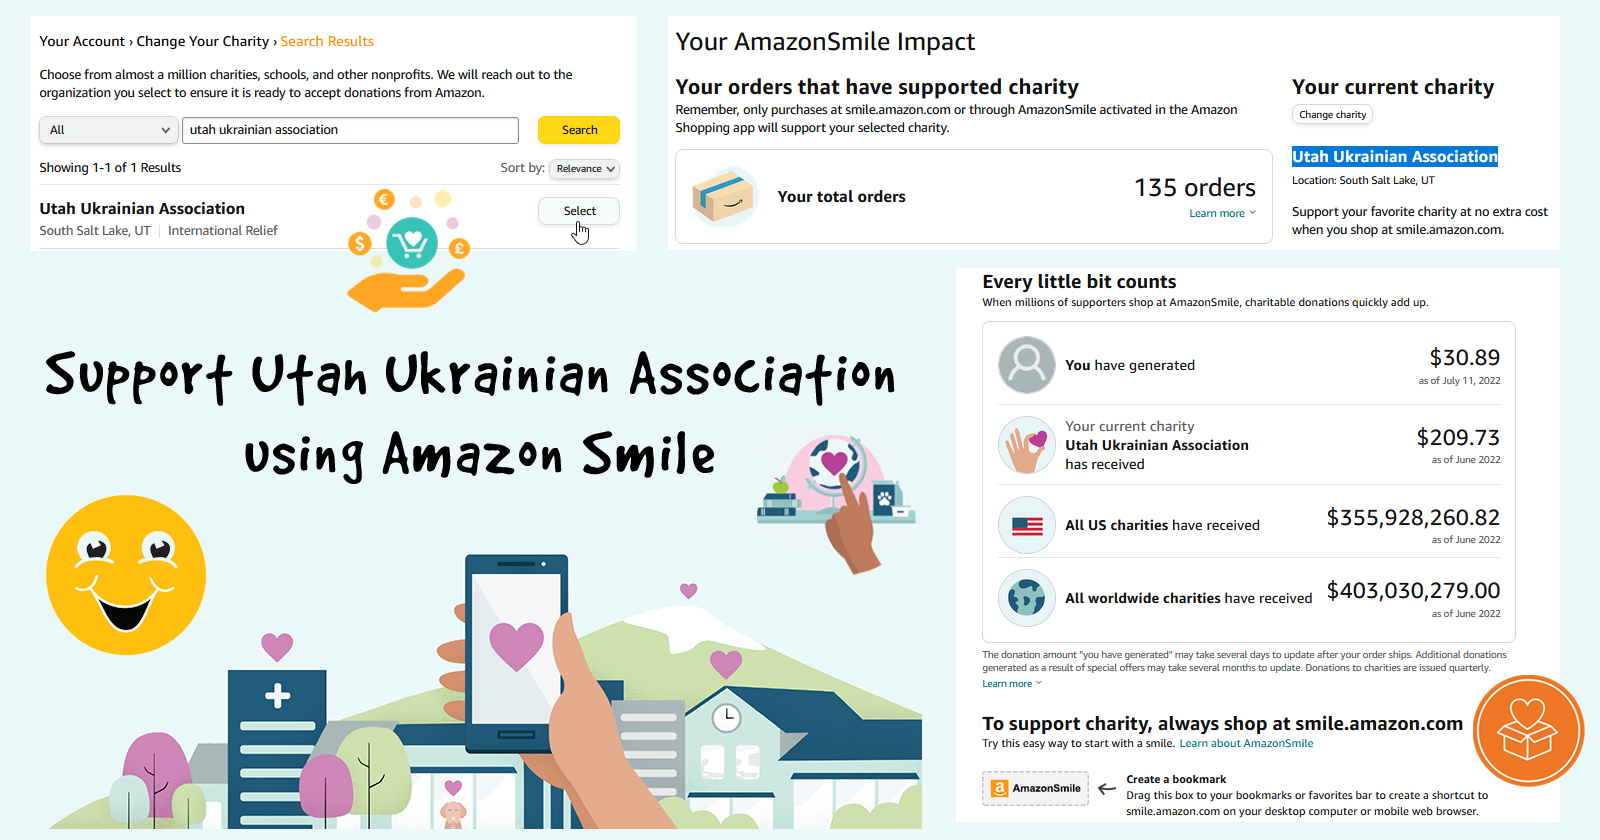 Your Account › Change Your Charity › Search Results
Choose from almost a million charities, schools, and other nonprofits. We will reach out to the
organization you select to ensure it is ready to accept donations from Amazon.
All
utah ukrainian association
Search
Showing 1-1 of 1 Results
Sort by: Relevance
Utah Ukrainian Association
South Salt Lake, UT | International Relief
Select
€
$
£
Your AmazonSmile Impact
Your orders that have supported charity
Remember, only purchases at smile.amazon.com or through AmazonSmile activated in the Amazon
Shopping app will support your selected charity.
Your total orders
135 orders
Learn more
Your current charity
Change charity
Utah Ukrainian Association
Location: South Salt Lake, UT
Support your favorite charity at no extra cost
when you shop at smile.amazon.com.
Support Utah Ukrainian Association
using Amazon Smile
Every little bit counts
When millions of supporters shop at AmazonSmile, charitable donations quickly add up.
You have generated
$30.89
as of July 11, 2022
Your current charity
Utah Ukrainian Association
has received
$209.73
as of June 2022
All US charities have received
$355,928,260.82
as of June 2022
All worldwide charities have received
$403,030,279.00
as of June 2022
The donation amount "you have generated" may take several days to update after your order ships. Additional donations
generated as a result of special offers may take several months to update. Donations to charities are issued quarterly.
Learn more
To support charity, always shop at smile.amazon.com
Try this easy way to start with a smile. Learn about AmazonSmile
a AmazonSmile
Create a bookmark
Drag this box to your bookmarks or favorites bar to create a shortcut to
smile.amazon.com on your desktop computer or mobile web browser.